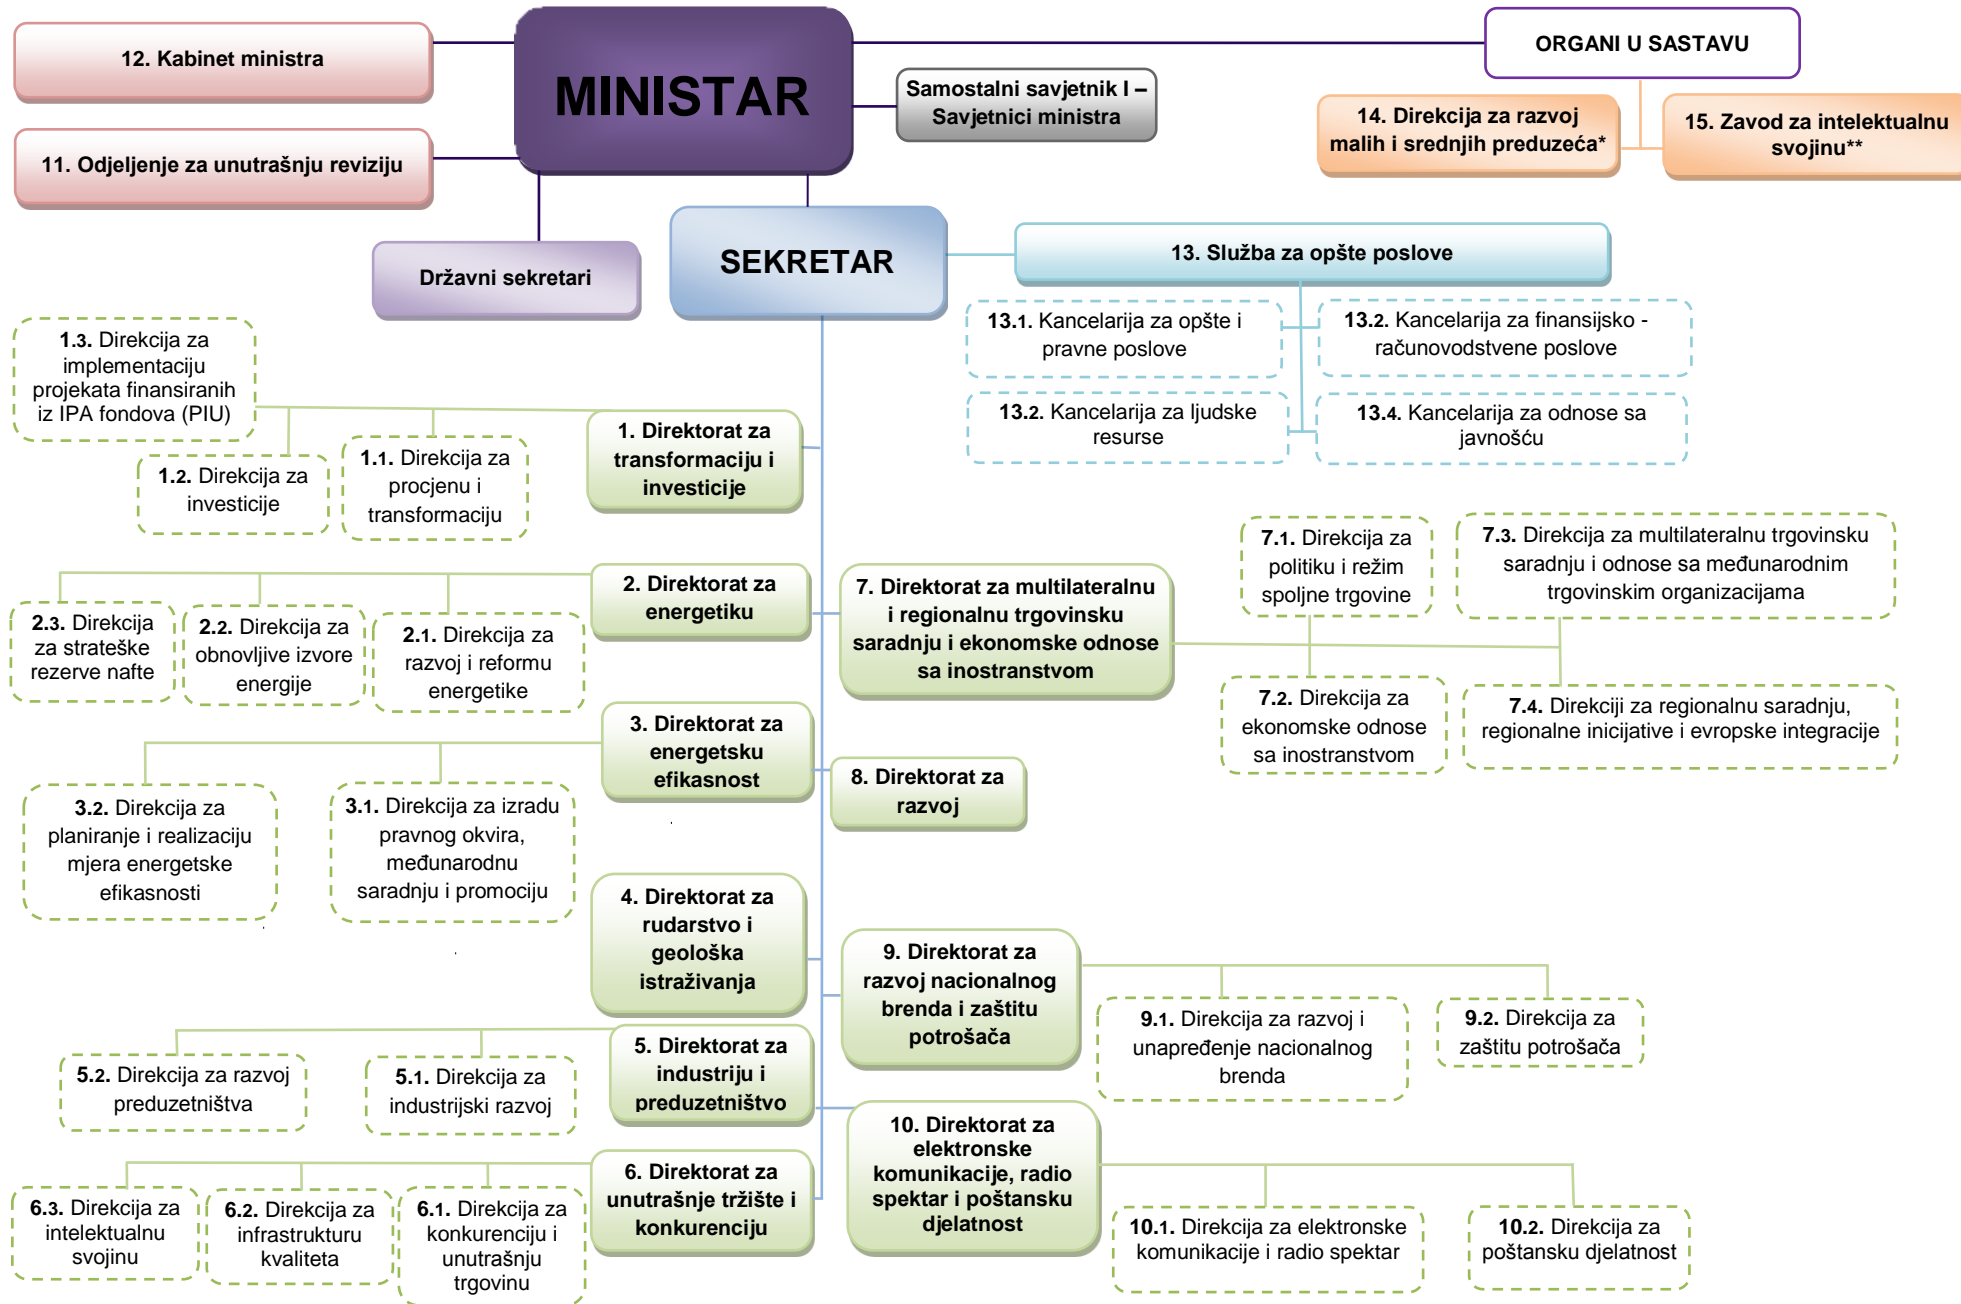 12. Kabinet ministra
MINISTAR
ORGANI U SASTAVU
Samostalni savjetnik I –
Savjetnici ministra
14. Direkcija za razvoj
malih i srednjih preduzeća*
15. Zavod za intelektualnu
svojinu**
11. Odjeljenje za unutrašnju reviziju
Državni sekretari
SEKRETAR
13. Služba za opšte poslove
13.1. Kancelarija za opšte i
pravne poslove
13.2. Kancelarija za finansijsko -
računovodstvene poslove
13.2. Kancelarija za ljudske
resurse
13.4. Kancelarija za odnose sa
javnošću
1.3. Direkcija za
implementaciju
projekata finansiranih
iz IPA fondova (PIU)
1.2. Direkcija za
investicije
1.1. Direkcija za
procjenu i
transformaciju
1. Direktorat za
transformaciju i
investicije
2. Direktorat za
energetiku
2.3. Direkcija
za strateške
rezerve nafte
2.2. Direkcija za
obnovljive izvore
energije
2.1. Direkcija za
razvoj i reformu
energetike
7. Direktorat za multilateralnu
i regionalnu trgovinsku
saradnju i ekonomske odnose
sa inostranstvom
7.1. Direkcija za
politiku i režim
spoljne trgovine
7.3. Direkcija za multilateralnu trgovinsku
saradnju i odnose sa međunarodnim
trgovinskim organizacijama
7.2. Direkcija za
ekonomske odnose
sa inostranstvom
7.4. Direkciji za regionalnu saradnju,
regionalne inicijative i evropske integracije
3. Direktorat za
energetsku
efikasnost
3.2. Direkcija za
planiranje i realizaciju
mjera energetske
efikasnosti
3.1. Direkcija za izradu
pravnog okvira,
međunarodnu
saradnju i promociju
8. Direktorat za
razvoj
4. Direktorat za
rudarstvo i
geološka
istraživanja
9. Direktorat za
razvoj nacionalnog
brenda i zaštitu
potrošača
9.1. Direkcija za razvoj i
unapređenje nacionalnog
brenda
9.2. Direkcija za
zaštitu potrošača
5. Direktorat za
industriju i
preduzetništvo
5.2. Direkcija za razvoj
preduzetništva
5.1. Direkcija za
industrijski razvoj
10. Direktorat za
elektronske
komunikacije, radio
spektar i poštansku
djelatnost
10.1. Direkcija za elektronske
komunikacije i radio spektar
10.2. Direkcija za
poštansku djelatnost
6. Direktorat za
unutrašnje tržište i
konkurenciju
6.3. Direkcija za
intelektualnu
svojinu
6.2. Direkcija za
infrastrukturu
kvaliteta
6.1. Direkcija za
konkurenciju i
unutrašnju
trgovinu